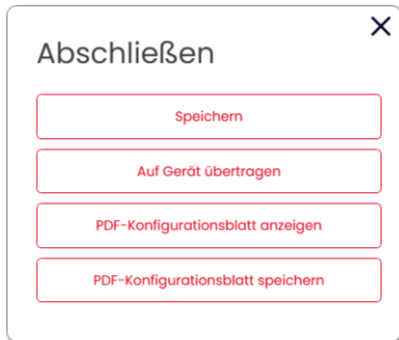 Abschließen
Speichern
Auf Gerät übertragen
PDF-Konfigurationsblatt anzeigen
PDF-Konfigurationsblatt speichern